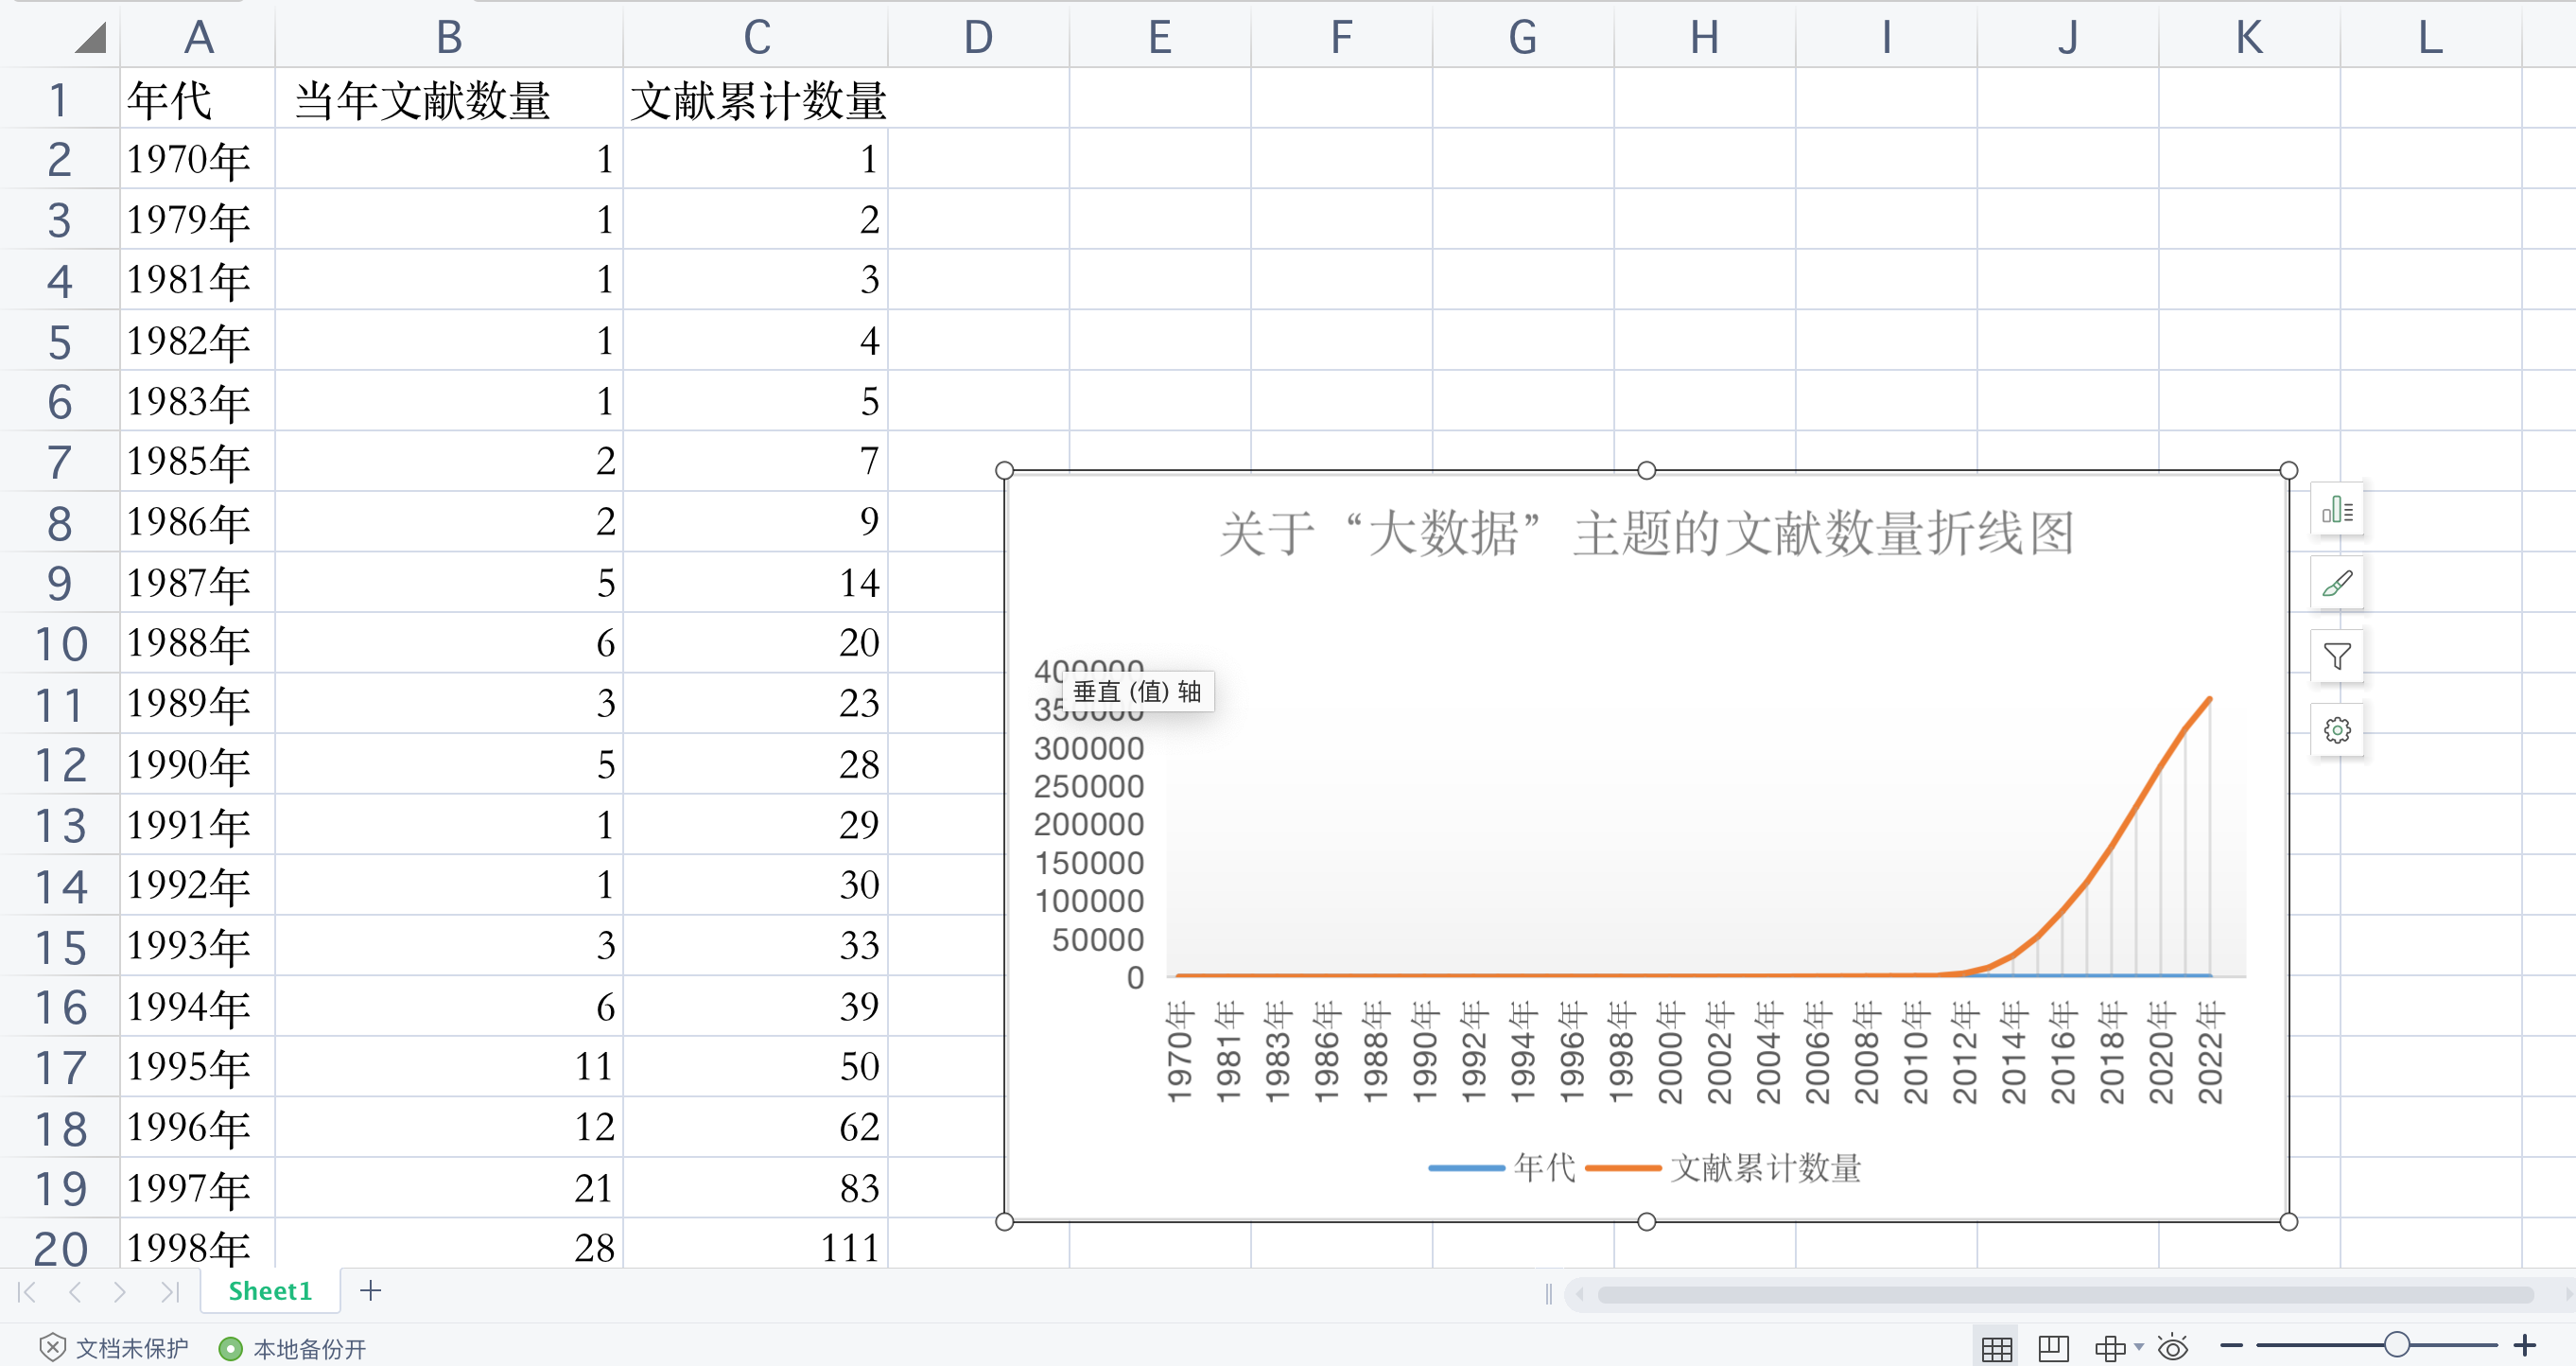 A B C D E F G H I J K L
1 年代 当年文献数量 文献累计数量
2 1970年 1 1
3 1979年 1 2
4 1981年 1 3
5 1982年 1 4
6 1983年 1 5
7 1985年 2 7
8 1986年 2 9
9 1987年 5 14
10 1988年 6 20
11 1989年 3 23
12 1990年 5 28
13 1991年 1 29
14 1992年 1 30
15 1993年 3 33
16 1994年 6 39
17 1995年 11 50
18 1996年 12 62
19 1997年 21 83
20 1998年 28 111
关于“大数据”主题的文献数量折线图
400000
垂直 (值) 轴
350000
300000
250000
200000
150000
100000
50000
0
1970年 1981年 1983年 1986年 1988年 1990年 1992年 1994年 1996年 1998年 2000年 2002年 2004年 2006年 2008年 2010年 2012年 2014年 2016年 2018年 2020年 2022年
年代 文献累计数量
Sheet1
文档未保护 本地备份开